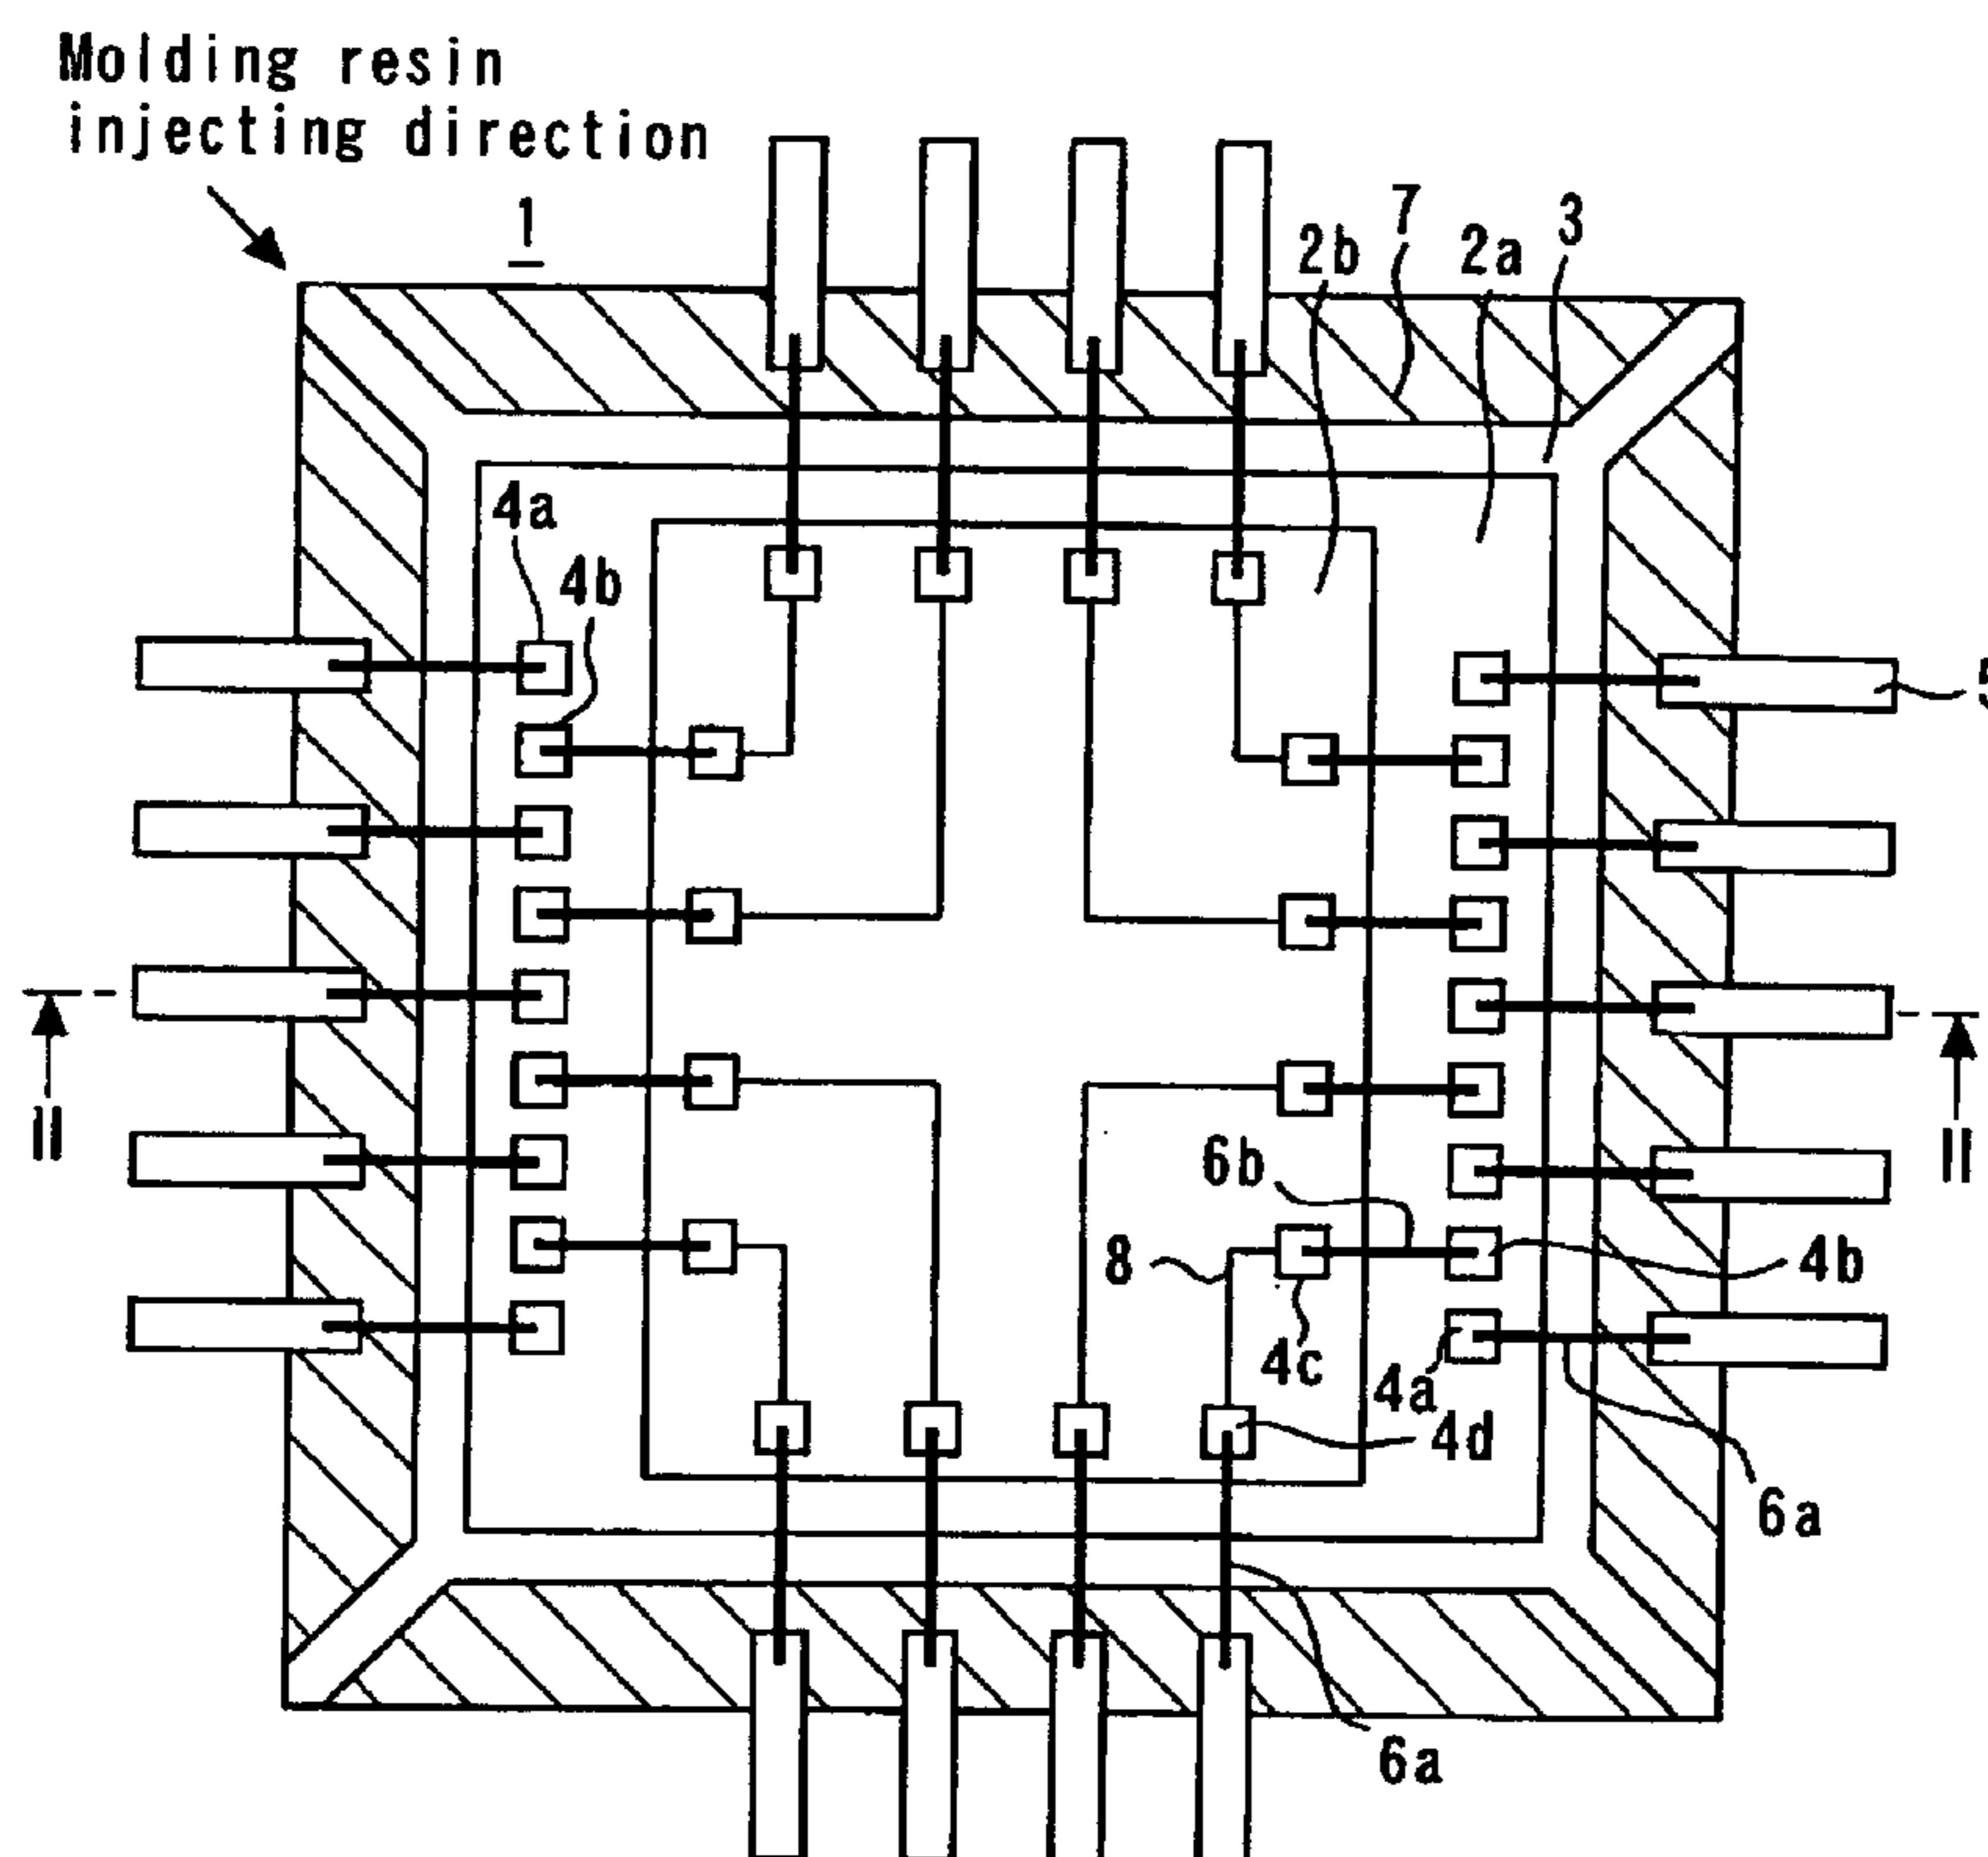 Molding resin
injecting direction
1
2b
7
2a
3
4a
4b
5
II
II
6b
8
4b
4c
4a
4d
6a
6a